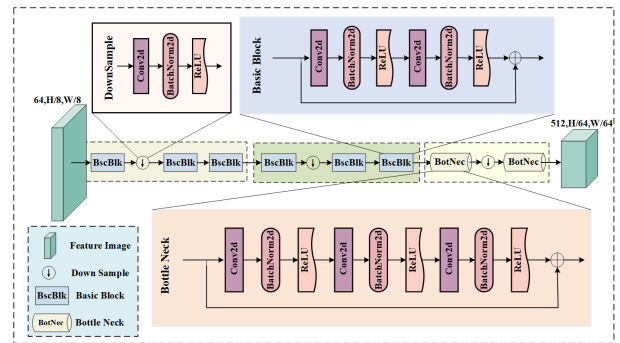 DownSample
Conv2d
BatchNorm2d
ReLU
Basic Block
Conv2d
BatchNorm2d
ReLU
Conv2d
BatchNorm2d
ReLU
64,H/8,W/8
512,H/64,W/64
BscBlk
BscBlk
BscBlk
BscBlk
BscBlk
BscBlk
BotNec
BotNec
Feature Image
Down Sample
BscBlk
Basic Block
BotNec
Bottle Neck
Bottle Neck
Conv2d
BatchNorm2d
ReLU
Conv2d
BatchNorm2d
ReLU
Conv2d
BatchNorm2d
ReLU